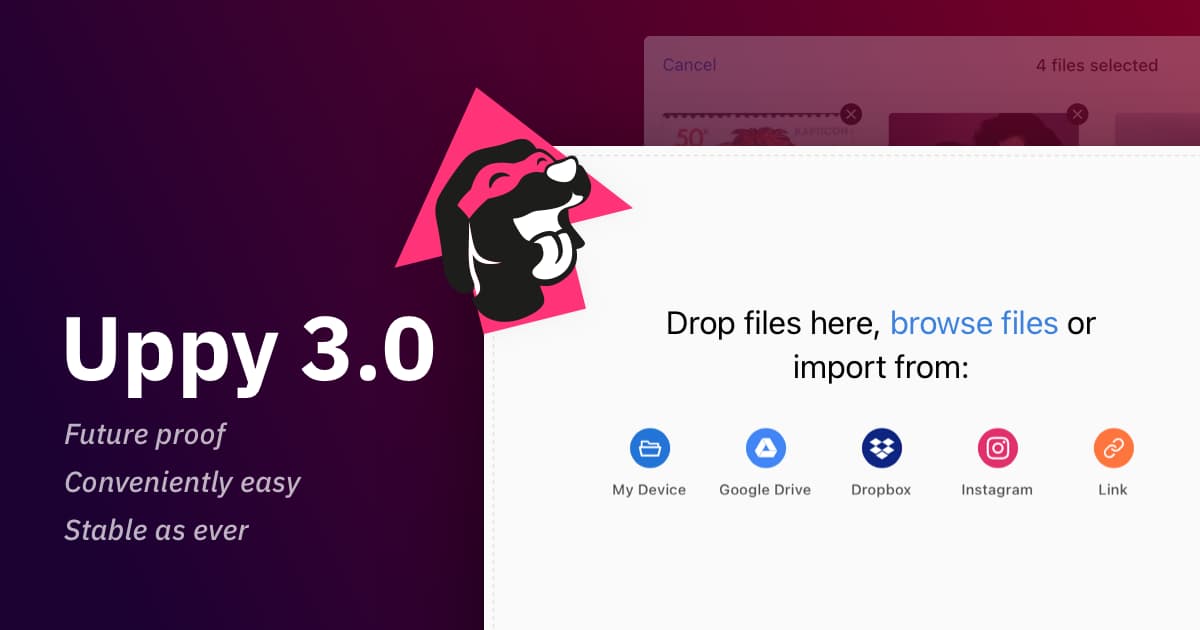 Cancel
4 files selected
50
Uppy 3.0
Future proof
Conveniently easy
Stable as ever
Drop files here, browse files or
import from:
My Device
Google Drive
Dropbox
Instagram
Link